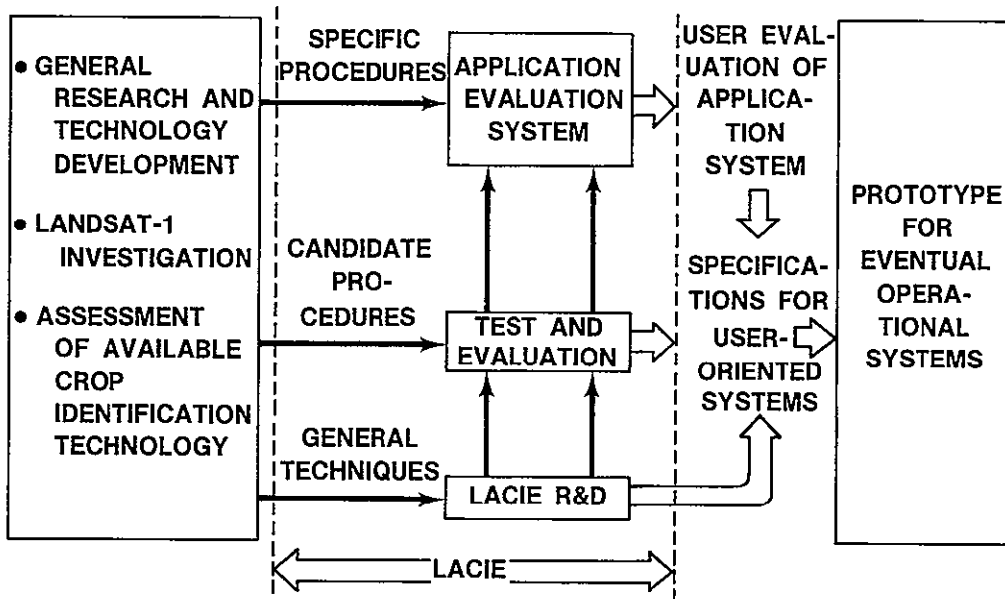 • GENERAL
RESEARCH AND
TECHNOLOGY
DEVELOPMENT
• LANDSAT-1
INVESTIGATION
• ASSESSMENT
OF AVAILABLE
CROP
IDENTIFICATION
TECHNOLOGY
SPECIFIC
PROCEDURES
CANDIDATE
PRO-
CEDURES
GENERAL
TECHNIQUES
APPLICATION
EVALUATION
SYSTEM
TEST AND
EVALUATION
LACIE R&D
LACIE
USER EVAL-
UATION OF
APPLICA-
TION
SYSTEM
SPECIFICA-
TIONS FOR
USER-
ORIENTED
SYSTEMS
PROTOTYPE
FOR
EVENTUAL
OPERA-
TIONAL
SYSTEMS